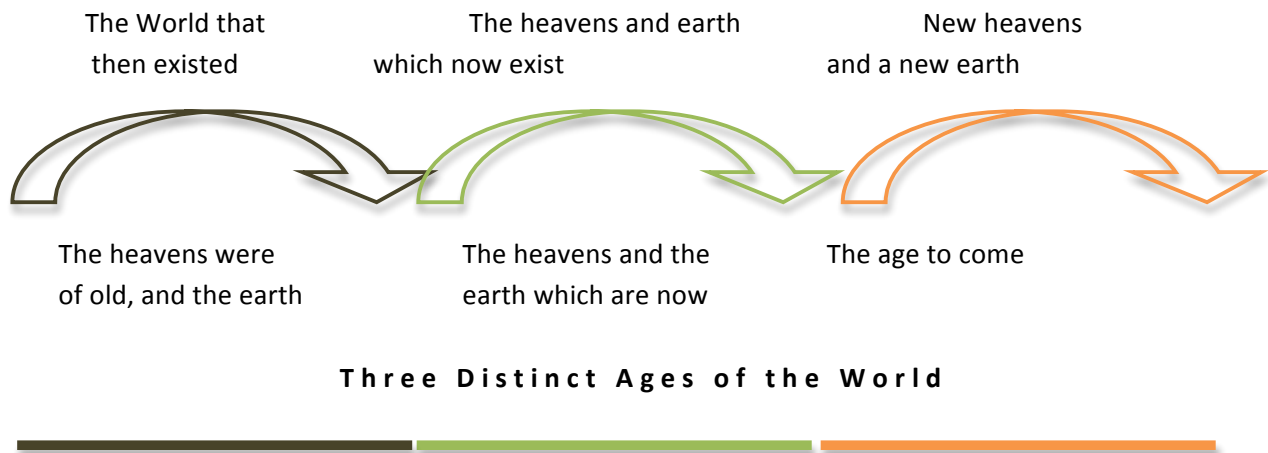 The World that
then existed
The heavens and earth
which now exist
New heavens
and a new earth
The heavens were
of old, and the earth
The heavens and the
earth which are now
The age to come
Three Distinct Ages of the World